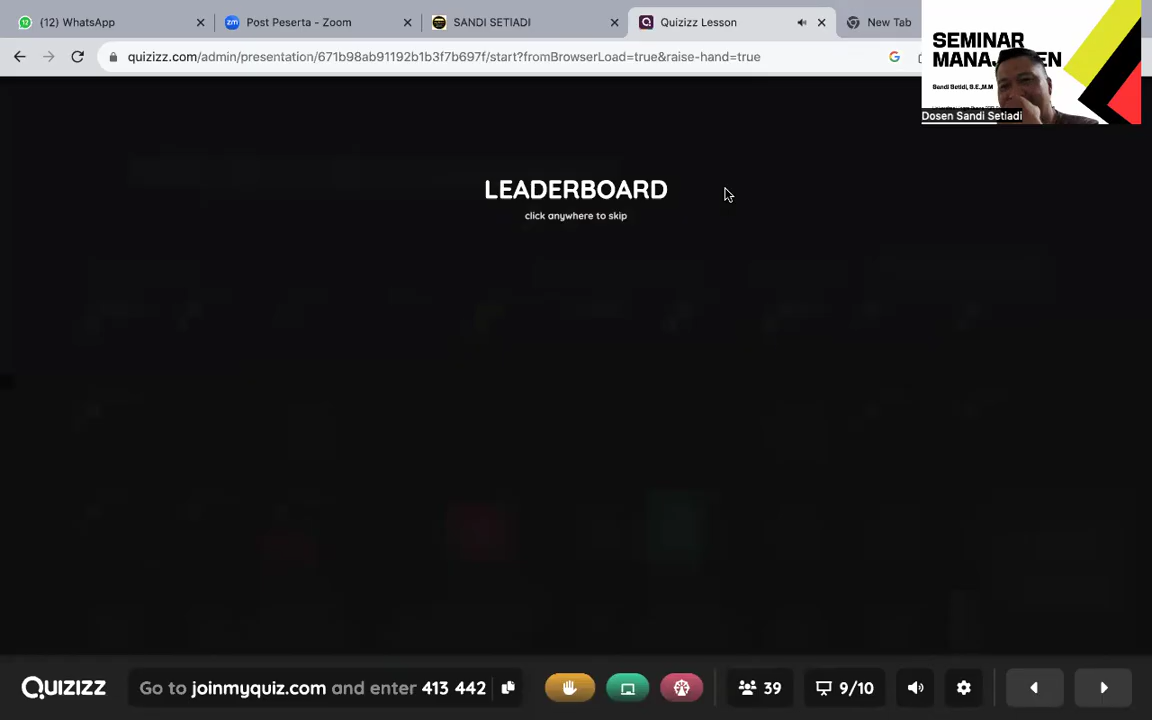 (12) WhatsApp
Post Peserta - Zoom
SANDI SETIADI
Quizizz Lesson
New Tab
quizizz.com/admin/presentation/671b98ab91192b1b3f7b697f/start?fromBrowserLoad=true&raise-hand=true
SEMINAR
Sandi Setidi, S.E.,M.M
Dosen Sandi Setiadi
LEADERBOARD
click anywhere to skip
Quizizz
Go to joinmyquiz.com and enter 413 442
39
9/10